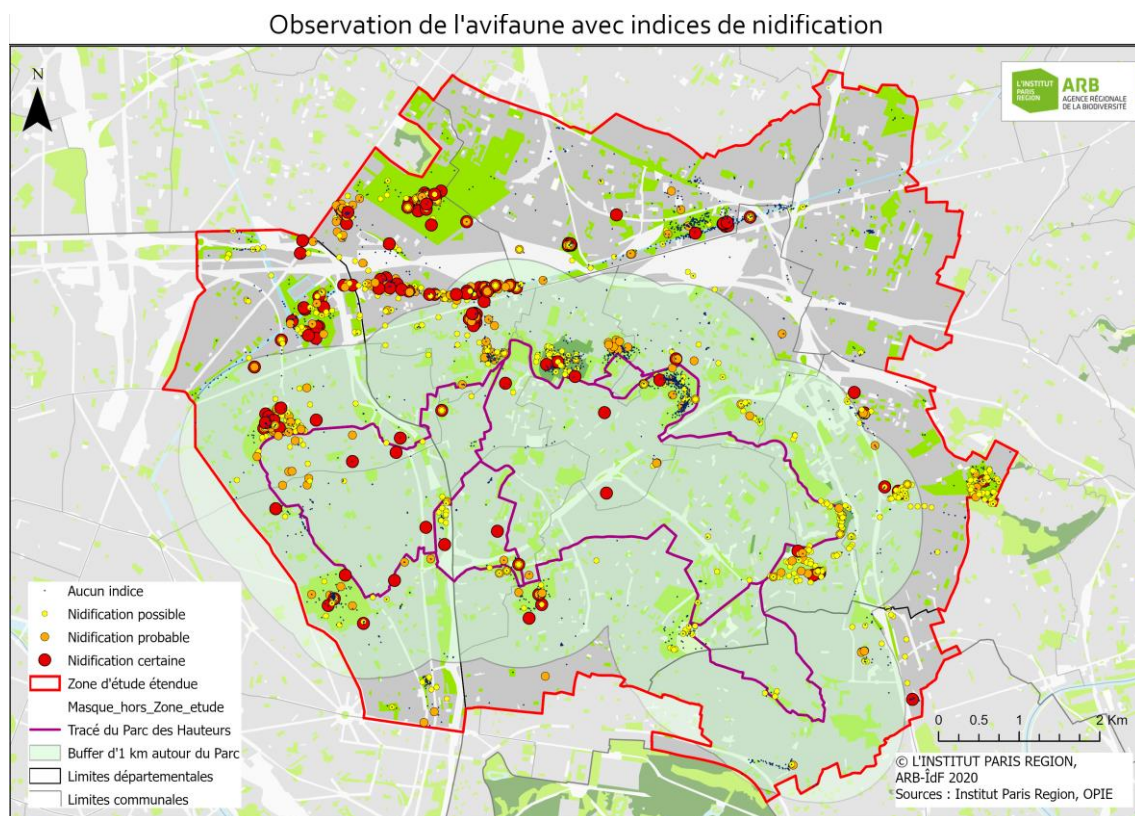 Observation de l'avifaune avec indices de nidification
N
L'INSTITUT
PARIS
REGION
ARB
AGENCE RÉGIONALE
DE LA BIODIVERSITÉ
Aucun indice
Nidification possible
Nidification probable
Nidification certaine
Zone d'étude étendue
Masque_hors_Zone_etude
Tracé du Parc des Hauteurs
Buffer d'1 km autour du Parc
Limites départementales
Limites communales
0 0.5 1 2 Km
© L'INSTITUT PARIS REGION,
ARB-ÎdF 2020
Sources : Institut Paris Region, OPIE